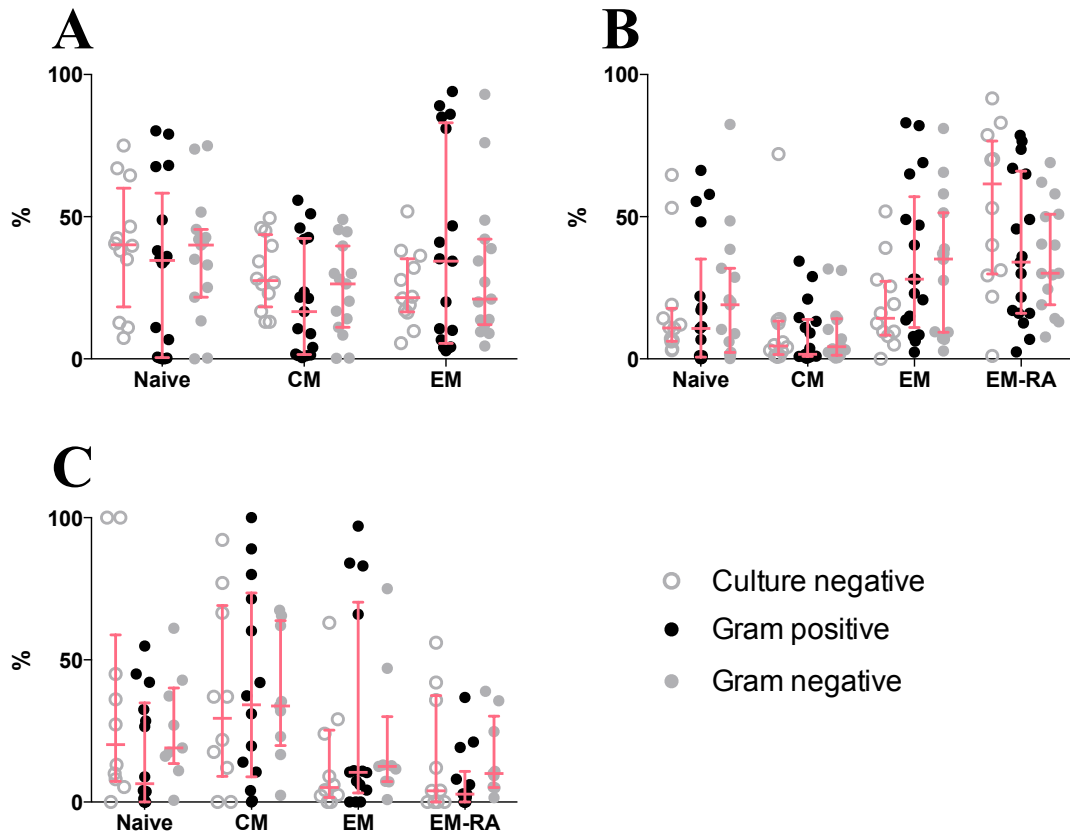 A
100
50
0
%
Naive CM EM
B
100
50
0
%
Naive CM EM EM-RA
C
100
50
0
%
Naive CM EM EM-RA
Culture negative
Gram positive
Gram negative